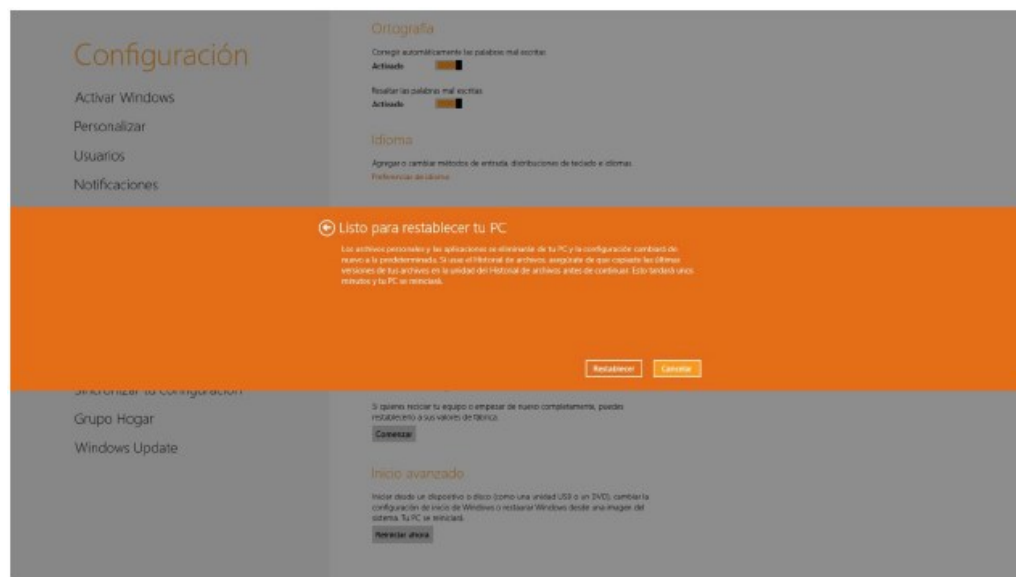 Configuración
Activar Windows
Personalizar
Usuarios
Notificaciones
Ortografía
Corregir automáticamente las palabras mal escritas
Activado
Resaltar las palabras mal escritas
Activado
Idioma
Agregar o cambiar métodos de entrada, distribuciones de teclado e idiomas.
Preferencias de idioma
Listo para restablecer tu PC
Los archivos personales y las aplicaciones se eliminarán de tu PC y la configuración cambiará de
nuevo a la predeterminada. Si usas el Historial de archivos, asegúrate de que copiaste las últimas
versiones de tus archivos en la unidad del Historial de archivos antes de continuar. Esto tardará unos
minutos y tu PC se reiniciará.
Restablecer
Cancelar
Sincronizar tu configuración
Grupo Hogar
Windows Update
Si quieres reciclar tu equipo o empezar de nuevo completamente, puedes
restablecerlo a sus valores de fábrica.
Comenzar
Inicio avanzado
Iniciar desde un dispositivo o disco (como una unidad USB o un DVD), cambiar la
configuración de inicio de Windows o restaurar Windows desde una imagen del
sistema. Tu PC se reiniciará.
Reiniciar ahora